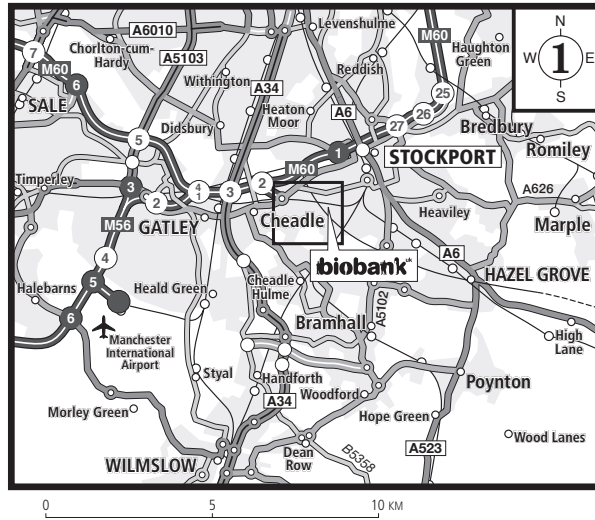 A6010
Levenshulme
M60
Haughton
Green
N
W 1 E
S
7
Chorlton-cum-
Hardy
A5103
M60
Withington
A34
Reddish
6
SALE
Heaton
Moor
A6
25
26
27
Didsbury
5
Bredbury
1
STOCKPORT
Romiley
M60
Timperley
3
2
4
1
3
2
A626
M56
GATLEY
Cheadle
Heaviley
Marple
biobank uk
A6
4
Halebarns
5
Heald Green
Cheadle
Hulme
HAZEL GROVE
A5102
6
Bramhall
Manchester
International
Airport
High
Lane
Styal
Handforth
Woodford
Poynton
A34
Morley Green
Hope Green
Wood Lanes
WILMSLOW
Dean
Row
B5358
A523
0 5 10 KM